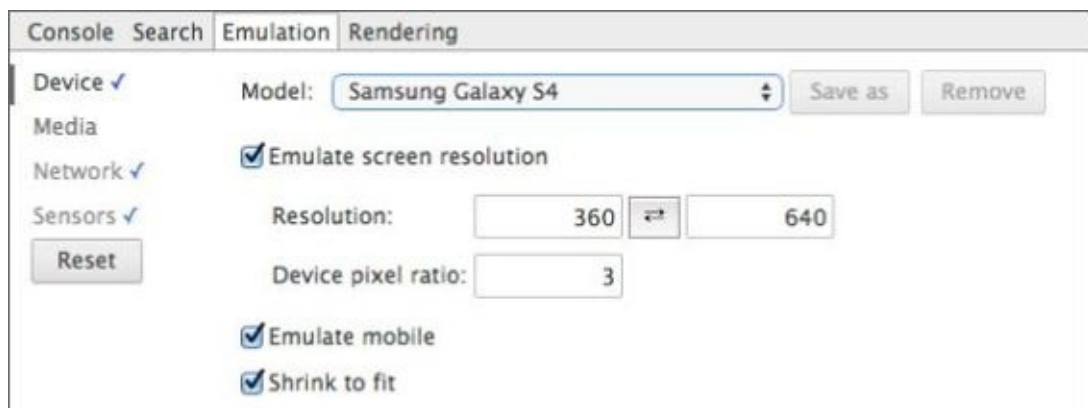 Console Search Emulation Rendering
Device ✓
Model: Samsung Galaxy S4 Save as Remove
Media
Emulate screen resolution
Network ✓
Sensors ✓
Resolution: 360 ⇄ 640
Reset
Device pixel ratio: 3
Emulate mobile
Shrink to fit